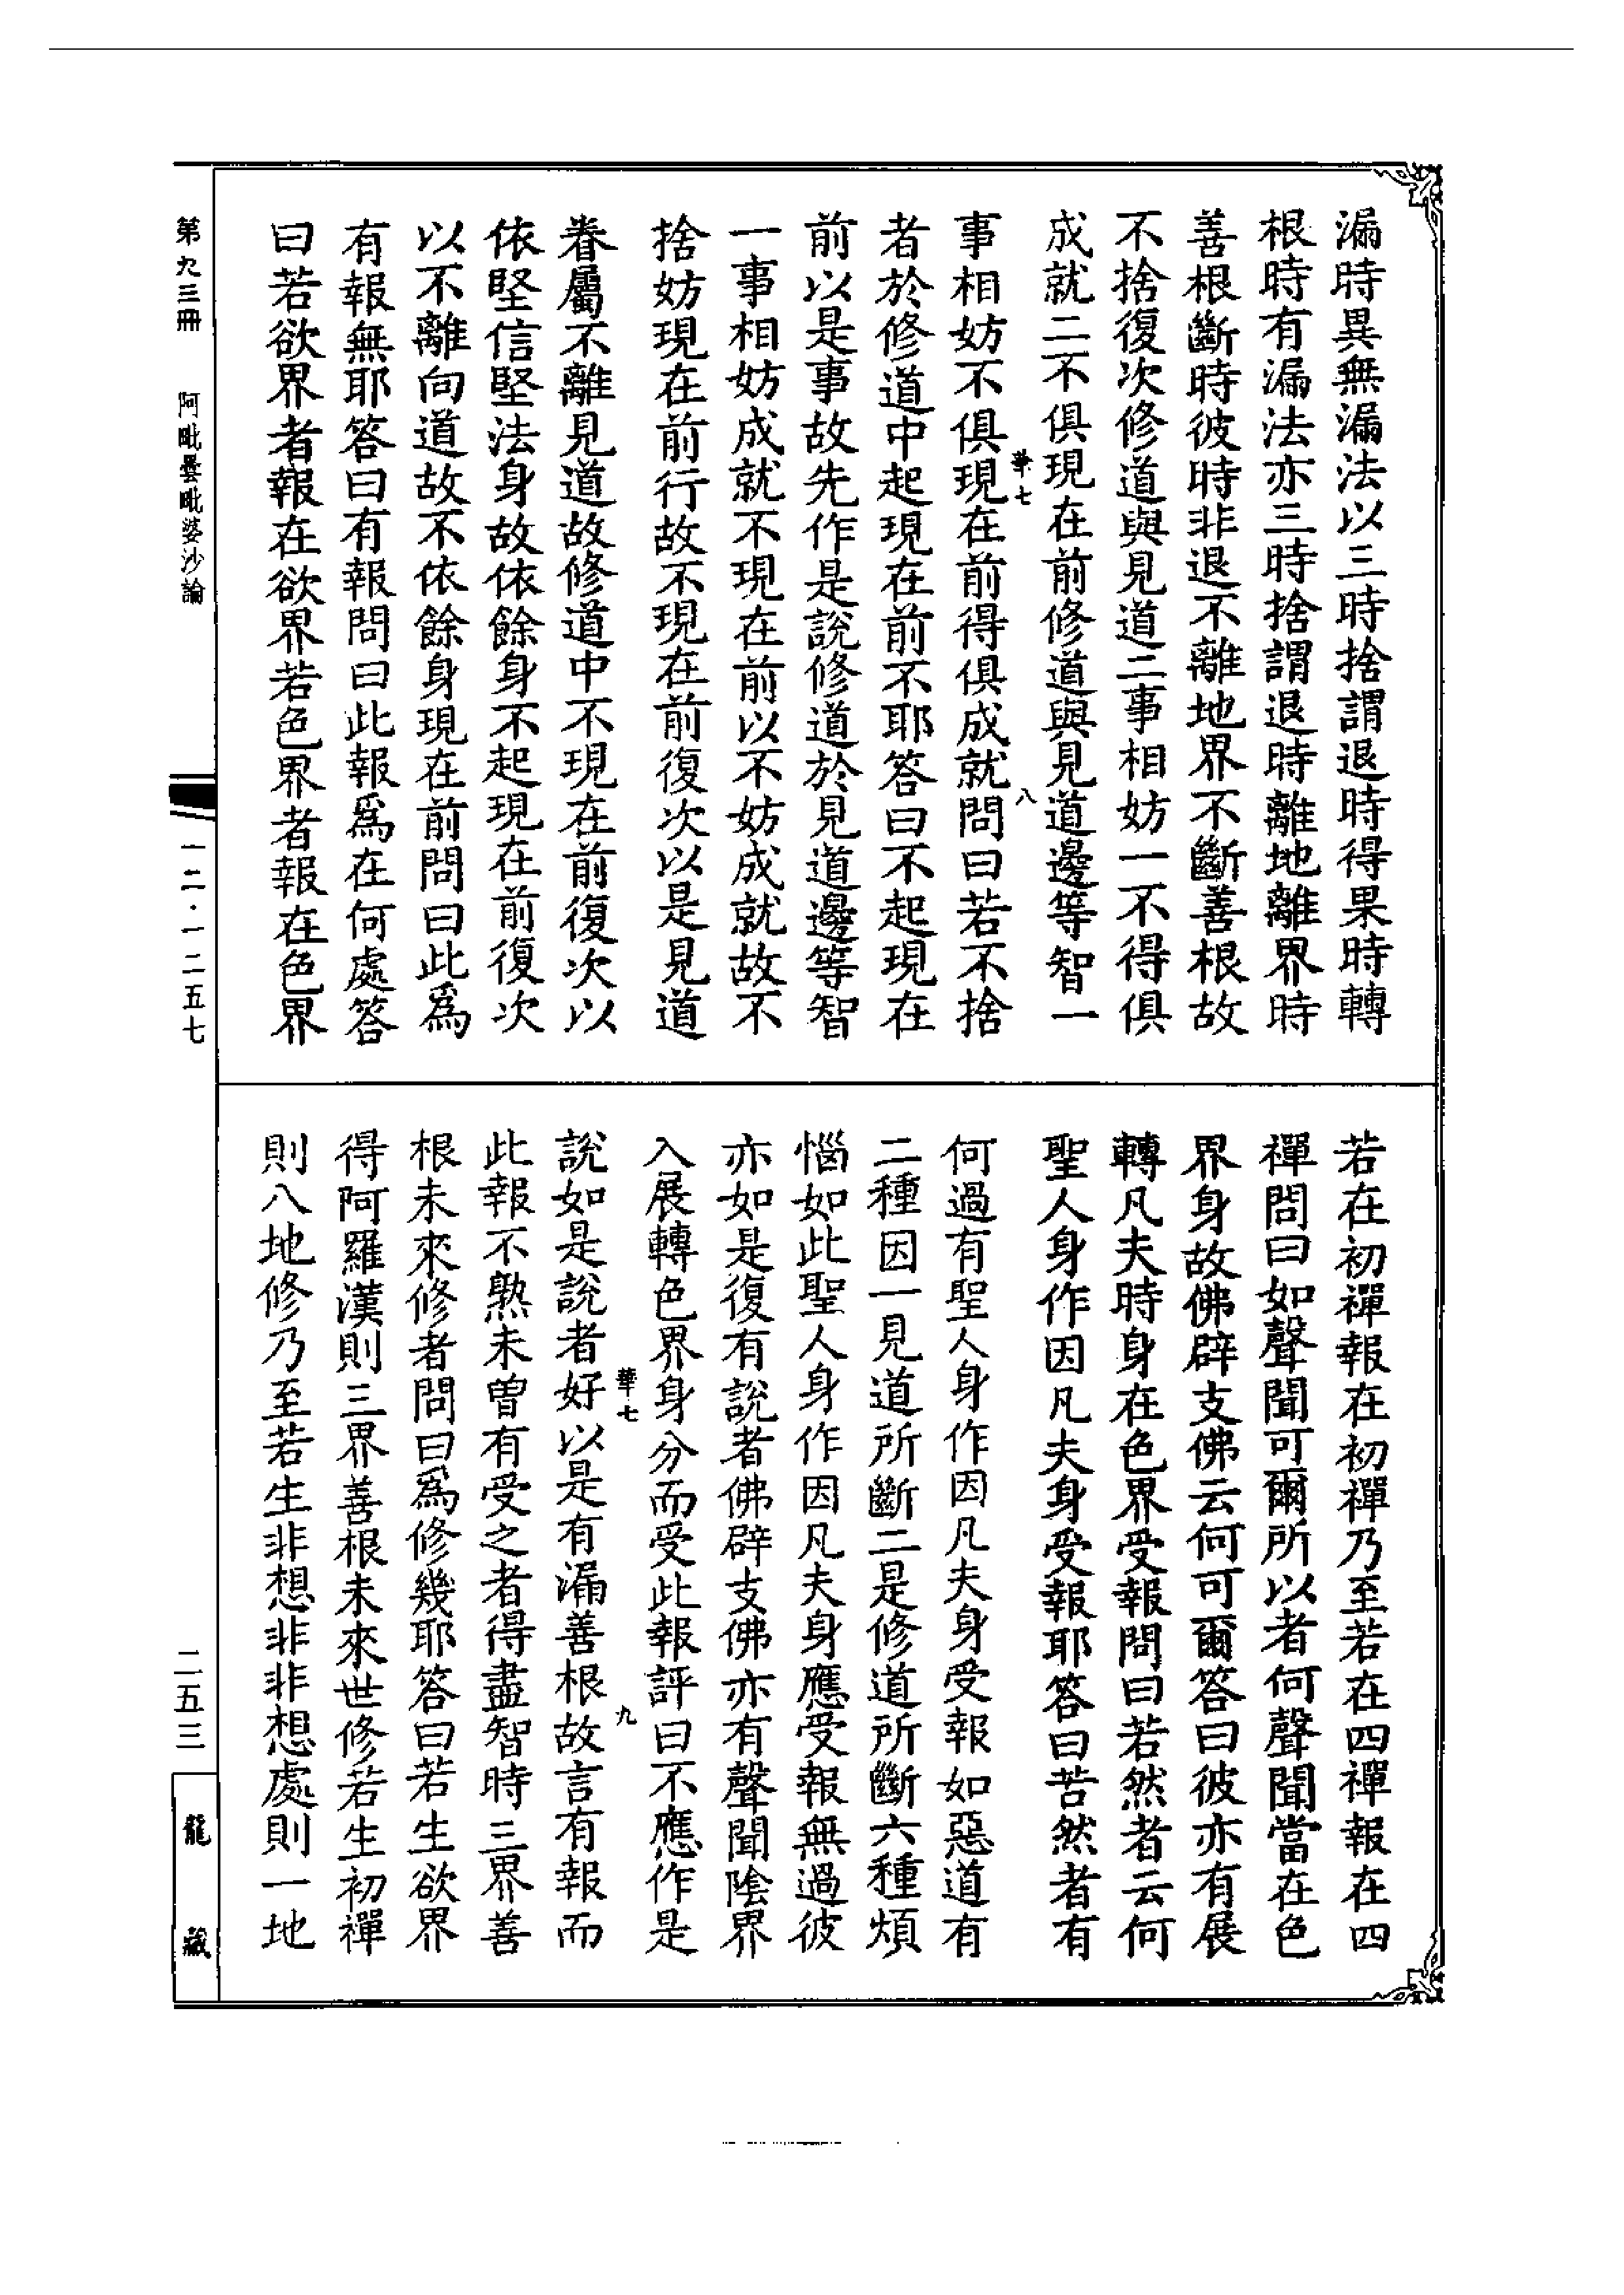 漏時異無漏法以三時捨謂退時得果時轉
根時有漏法亦三時捨謂退時離地離界時
善根斷時彼時非退不離地界不斷善根故
不捨復次修道與見道二事相妨一不得俱
成就二不俱現在前修道與見道邊等智一
事相妨不俱現在前得俱成就問曰若不捨
者於修道中起現在前不耶答曰不起現在
前以是事故先作是說修道於見道邊等智
一事相妨成就不現在前以不妨成就故不
捨妨現在前行故不現在前復次以是見道
眷屬不離見道故修道中不現在前復次以
依堅信堅法身故依餘身不起現在前復次
以不離向道故不依餘身現在前問曰此為
有報無耶答曰有報問曰此報為在何處答
曰若欲界者報在欲界若色界者報在色界
華七
八
若在初禪報在初禪乃至若在四禪報在四
禪問曰如聲聞可爾所以者何聲聞當在色
界身故佛辟支佛云何可爾答曰彼亦有展
轉凡夫時身在色界受報問曰若然者云何
聖人身作因凡夫身受報耶答曰若然者有
何過有聖人身作因凡夫身受報如惡道有
二種因一見道所斷二是修道所斷六種煩
惱如此聖人身作因凡夫身應受報無過彼
亦如是復有說者佛辟支佛亦有聲聞陰界
入展轉色界身分而受此報評曰不應作是
說如是說者好以是有漏善根故言有報而
此報不熟未曾有受之者得盡智時三界善
根未來修者問曰為修幾耶答曰若生欲界
得阿羅漢則三界善根未來世修若生初禪
則八地修乃至若生非想非非想處則一地
華七
九
第九三冊
阿毗曇毗婆沙論
一二·一二五七
二五三
龍藏